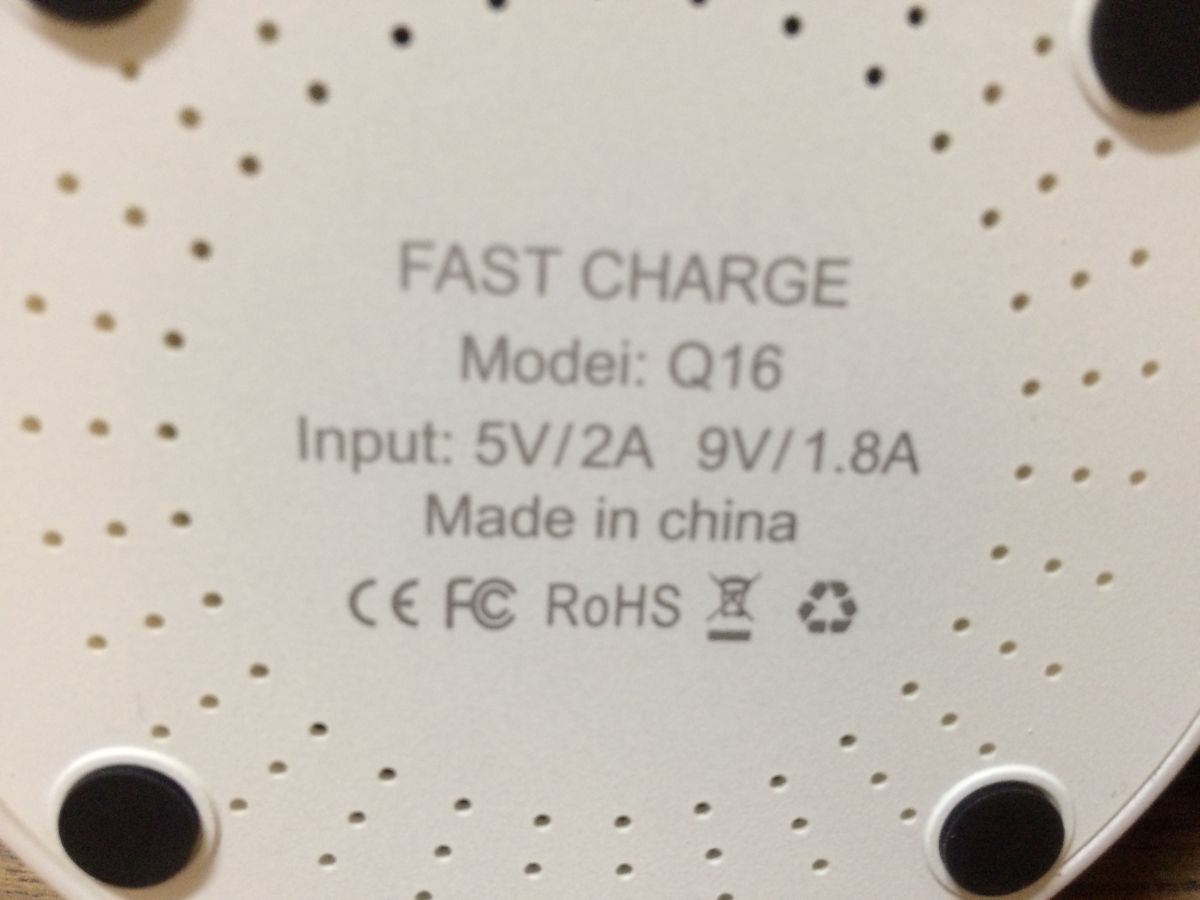 FAST CHARGE
Modei: Q16
Input: 5V/2A 9V/1.8A
Made in china
CE FC RoHS